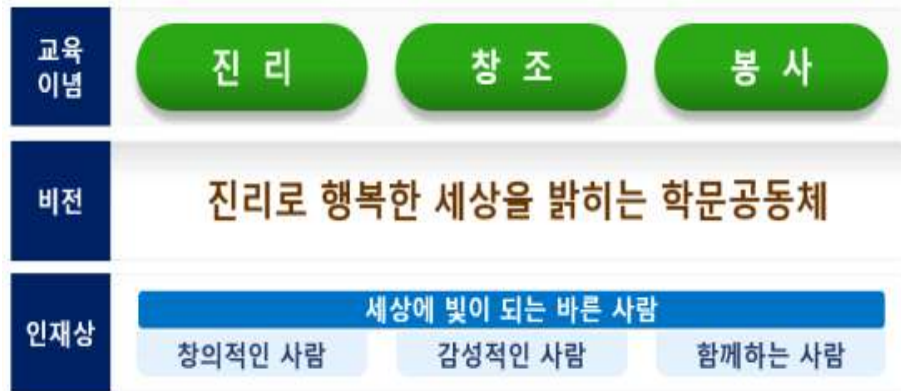 교육
이념
진 리
창 조
봉 사
비전
진리로 행복한 세상을 밝히는 학문공동체
인재상
세상에 빛이 되는 바른 사람
창의적인 사람
감성적인 사람
함께하는 사람